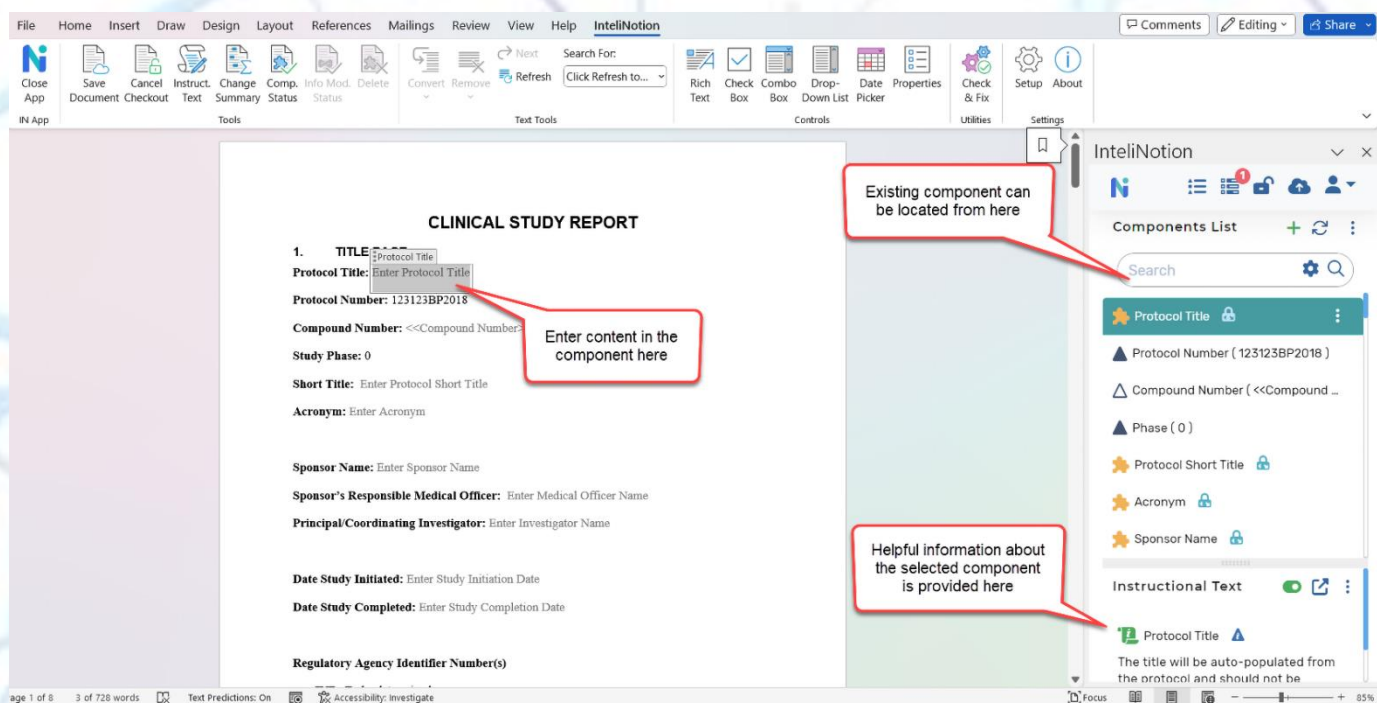 File Home Insert Draw Design Layout References Mailings Review View Help InteliNotion
Comments Editing Share
Close App
Save Document
Cancel Checkout
Instruct. Text
Change Summary
Comp. Status
Info Mod. Status
Delete
Convert
Remove
Next
Refresh
Search For:
Click Refresh to...
Rich Text
Check Box
Combo Box
Drop-Down List
Date Picker
Properties
Check & Fix
Setup
About
IN App Tools Text Tools Controls Utilities Settings
CLINICAL STUDY REPORT
1. TITLE PAGE
Protocol Title
Protocol Title: Enter Protocol Title
Protocol Number: 123123BP2018
Compound Number: <<Compound Number>
Study Phase: 0
Short Title: Enter Protocol Short Title
Acronym: Enter Acronym
Sponsor Name: Enter Sponsor Name
Sponsor's Responsible Medical Officer: Enter Medical Officer Name
Principal/Coordinating Investigator: Enter Investigator Name
Date Study Initiated: Enter Study Initiation Date
Date Study Completed: Enter Study Completion Date
Regulatory Agency Identifier Number(s)
Enter content in the
component here
Existing component can
be located from here
Helpful information about
the selected component
is provided here
InteliNotion
1
Components List
Search
Protocol Title
Protocol Number ( 123123BP2018 )
Compound Number ( <<Compound ...
Phase ( 0 )
Protocol Short Title
Acronym
Sponsor Name
Instructional Text
Protocol Title
The title will be auto-populated from
the protocol and should not be
age 1 of 8 3 of 728 words Text Predictions: On Accessibility: Investigate Focus 85%